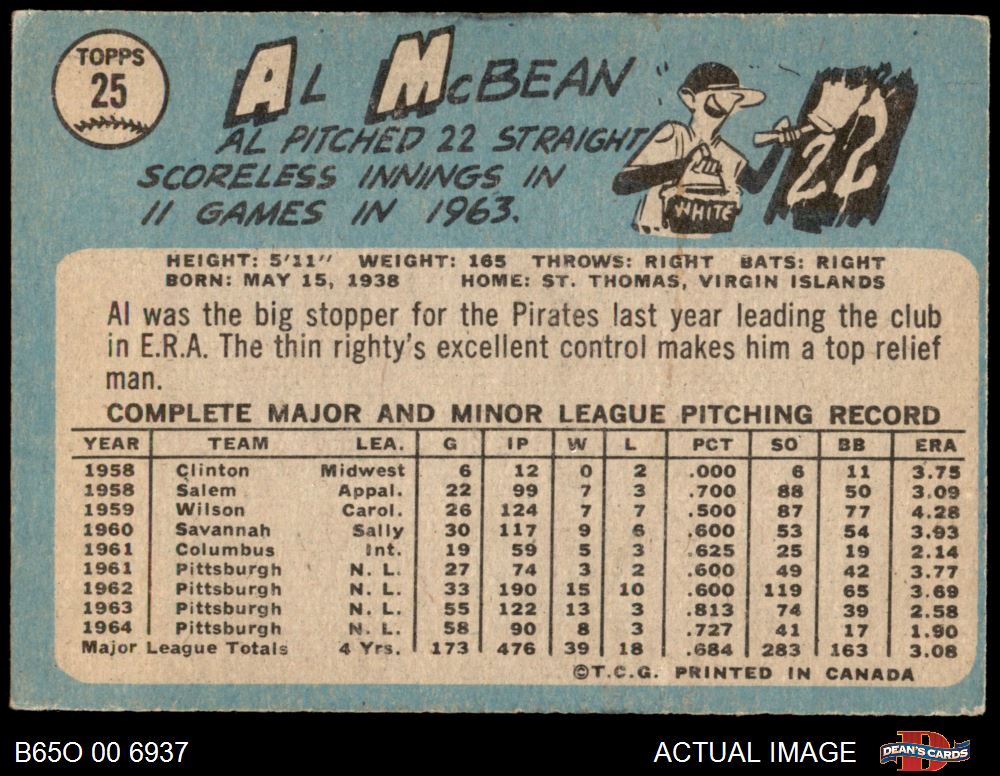 TOPPS
25
AL McBEAN
AL PITCHED 22 STRAIGHT
SCORELESS INNINGS IN
11 GAMES IN 1963.
WHITE
22
HEIGHT: 5'11" WEIGHT: 165 THROWS: RIGHT BATS: RIGHT
BORN: MAY 15, 1938 HOME: ST. THOMAS, VIRGIN ISLANDS
Al was the big stopper for the Pirates last year leading the club
in E.R.A. The thin righty's excellent control makes him a top relief
man.
COMPLETE MAJOR AND MINOR LEAGUE PITCHING RECORD
YEAR TEAM LEA. G IP W L PCT SO BB ERA
1958 Clinton Midwest 6 12 0 2 .000 6 11 3.75
1958 Salem Appal. 22 99 7 3 .700 88 50 3.09
1959 Wilson Carol. 26 124 7 7 .500 87 77 4.28
1960 Savannah Sally 30 117 9 6 .600 53 54 3.93
1961 Columbus Int. 19 59 5 3 .625 25 19 2.14
1961 Pittsburgh N. L. 27 74 3 2 .600 49 42 3.77
1962 Pittsburgh N. L. 33 190 15 10 .600 119 65 3.69
1963 Pittsburgh N. L. 55 122 13 3 .813 74 39 2.58
1964 Pittsburgh N. L. 58 90 8 3 .727 41 17 1.90
Major League Totals 4 Yrs. 173 476 39 18 .684 283 163 3.08
©T.C.G. PRINTED IN CANADA
B65O 00 6937
ACTUAL IMAGE
DEAN'S CARDS